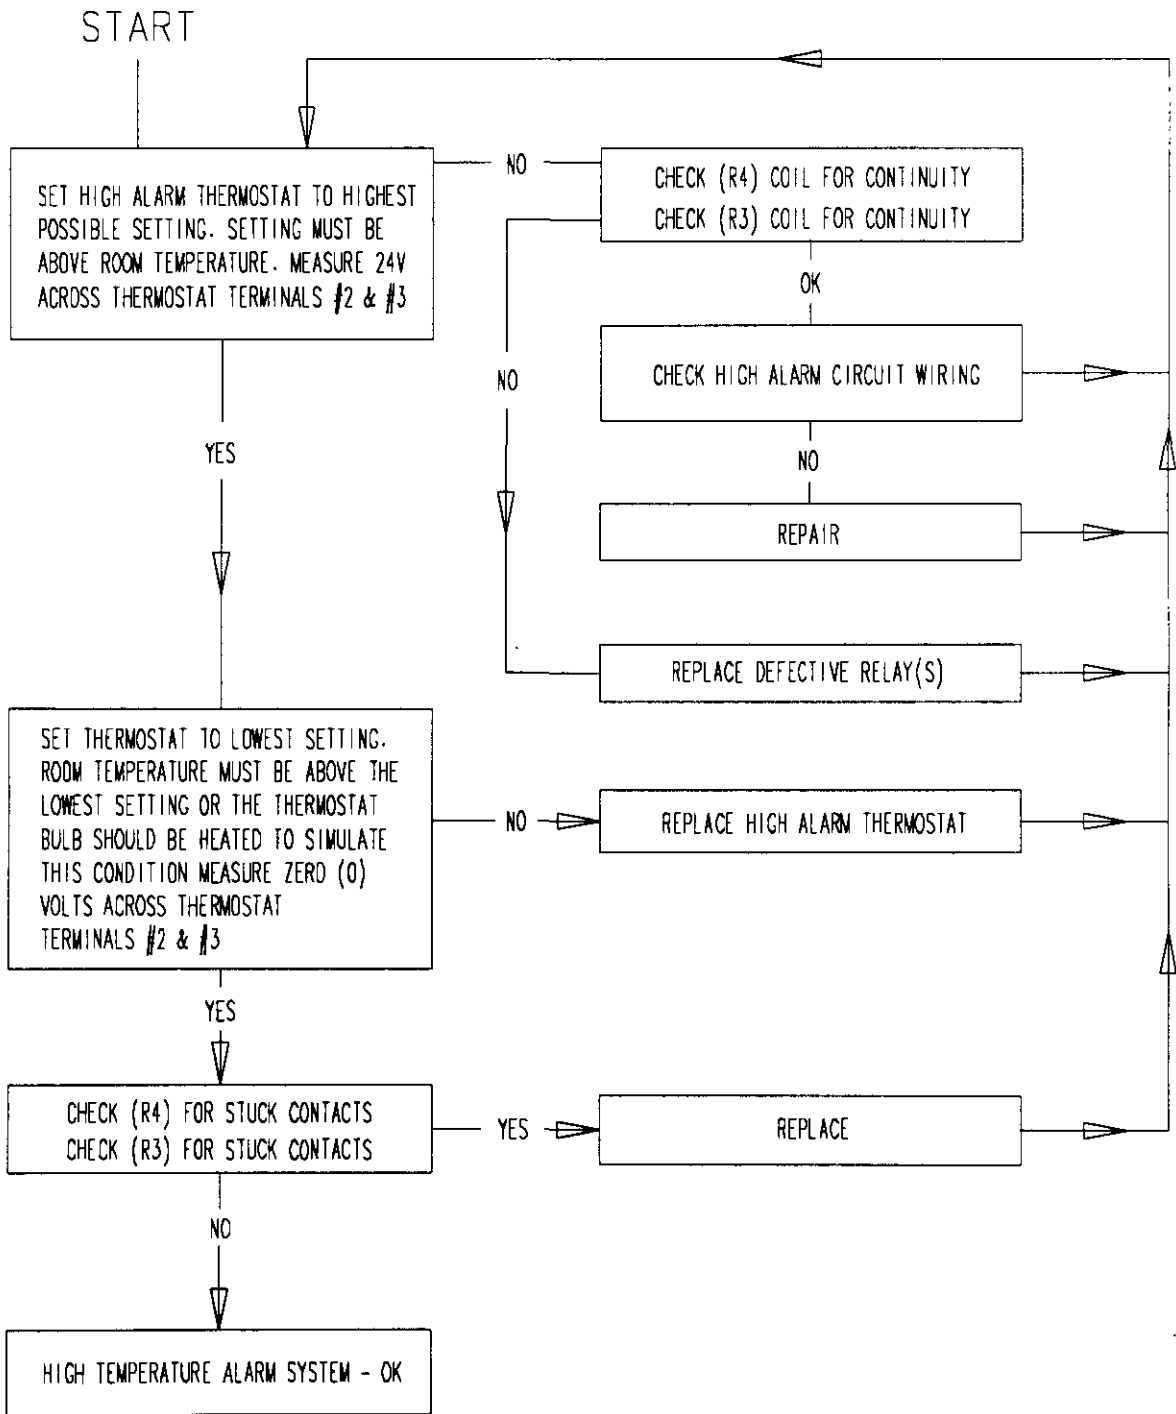 START
SET HIGH ALARM THERMOSTAT TO HIGHEST
POSSIBLE SETTING. SETTING MUST BE
ABOVE ROOM TEMPERATURE. MEASURE 24V
ACROSS THERMOSTAT TERMINALS #2 & #3
NO
CHECK (R4) COIL FOR CONTINUITY
CHECK (R3) COIL FOR CONTINUITY
OK
NO
CHECK HIGH ALARM CIRCUIT WIRING
YES
NO
REPAIR
REPLACE DEFECTIVE RELAY(S)
SET THERMOSTAT TO LOWEST SETTING.
ROOM TEMPERATURE MUST BE ABOVE THE
LOWEST SETTING OR THE THERMOSTAT
BULB SHOULD BE HEATED TO SIMULATE
THIS CONDITION MEASURE ZERO (0)
VOLTS ACROSS THERMOSTAT
TERMINALS #2 & #3
NO
REPLACE HIGH ALARM THERMOSTAT
YES
CHECK (R4) FOR STUCK CONTACTS
CHECK (R3) FOR STUCK CONTACTS
YES
REPLACE
NO
HIGH TEMPERATURE ALARM SYSTEM - OK